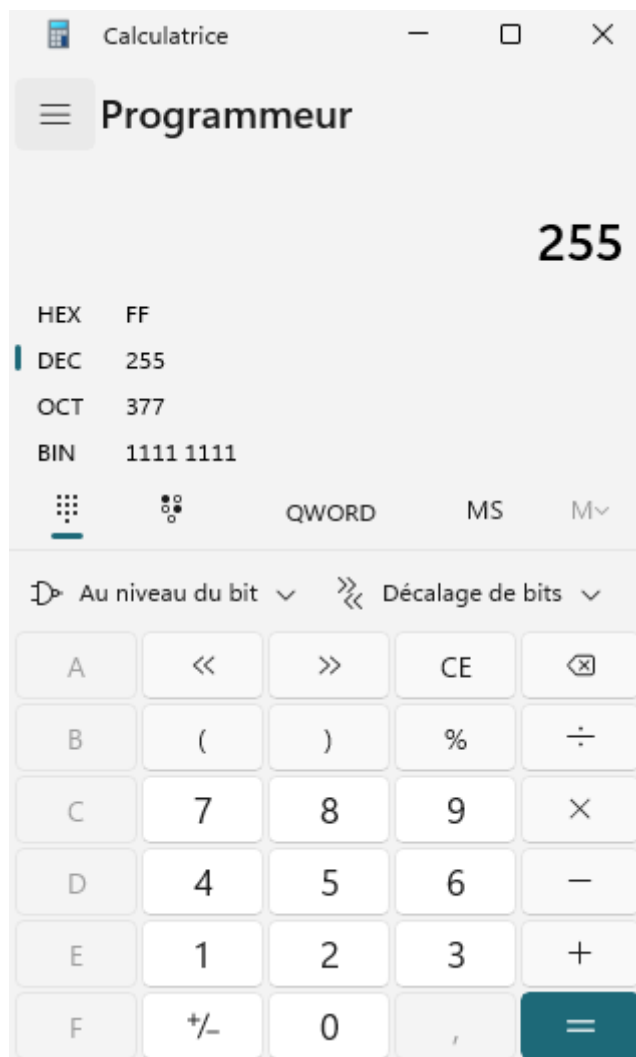 Calculatrice
Programmeur
255
HEX FF
DEC 255
OCT 377
BIN 1111 1111
QWORD MS M
Au niveau du bit Décalage de bits
A << >> CE
B ( ) % ÷
C 7 8 9 ×
D 4 5 6 −
E 1 2 3 +
F +/− 0 , =